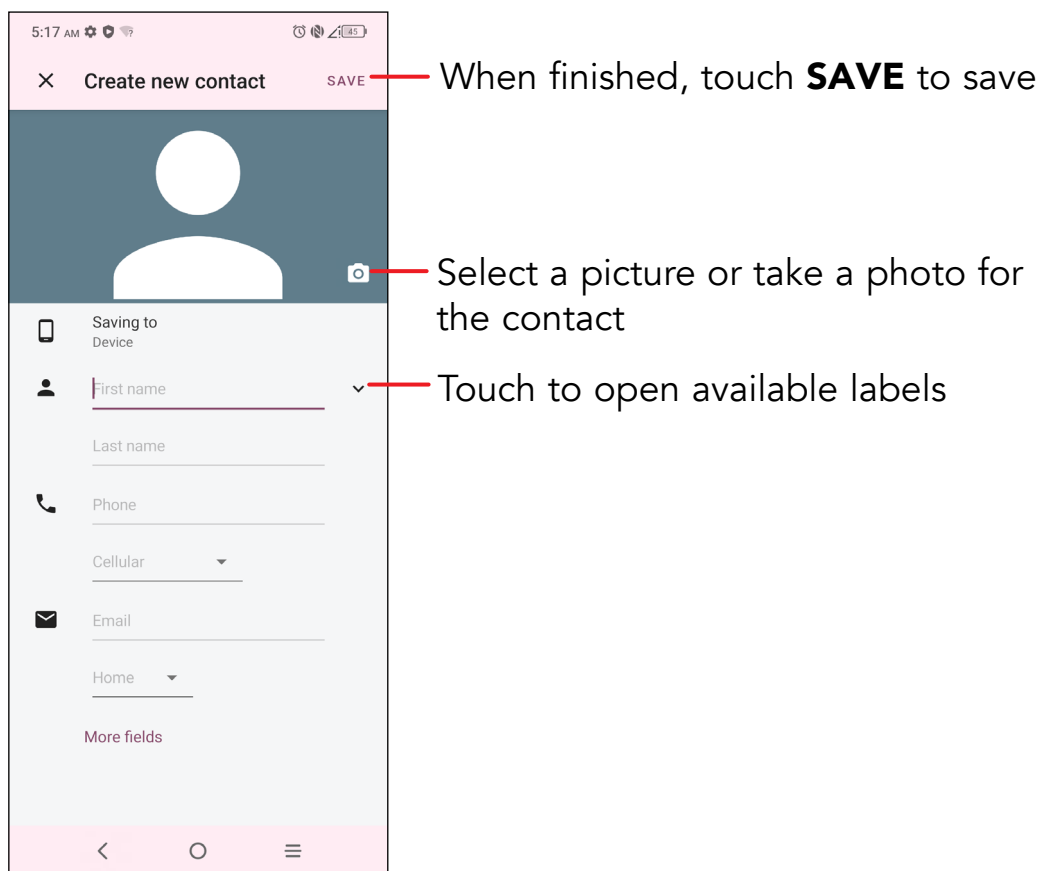 5:17 AM
45
Create new contact
SAVE
When finished, touch SAVE to save
Select a picture or take a photo for
the contact
Saving to
Device
First name
Touch to open available labels
Last name
Phone
Cellular
Email
Home
More fields